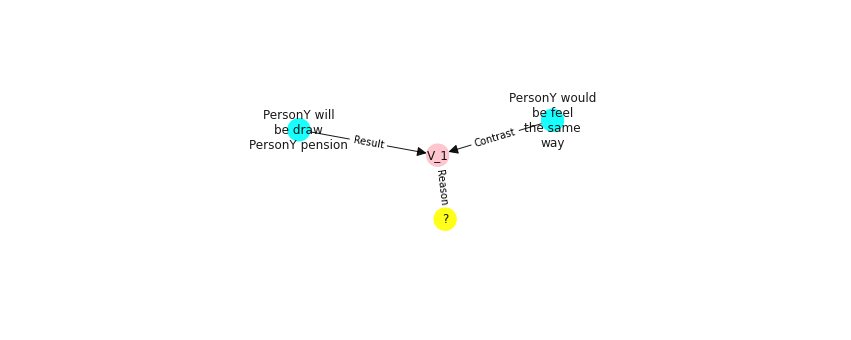 PersonY will
be draw
PersonY pension
Result
V_1
Contrast
PersonY would
be feel
the same
way
Reason
?